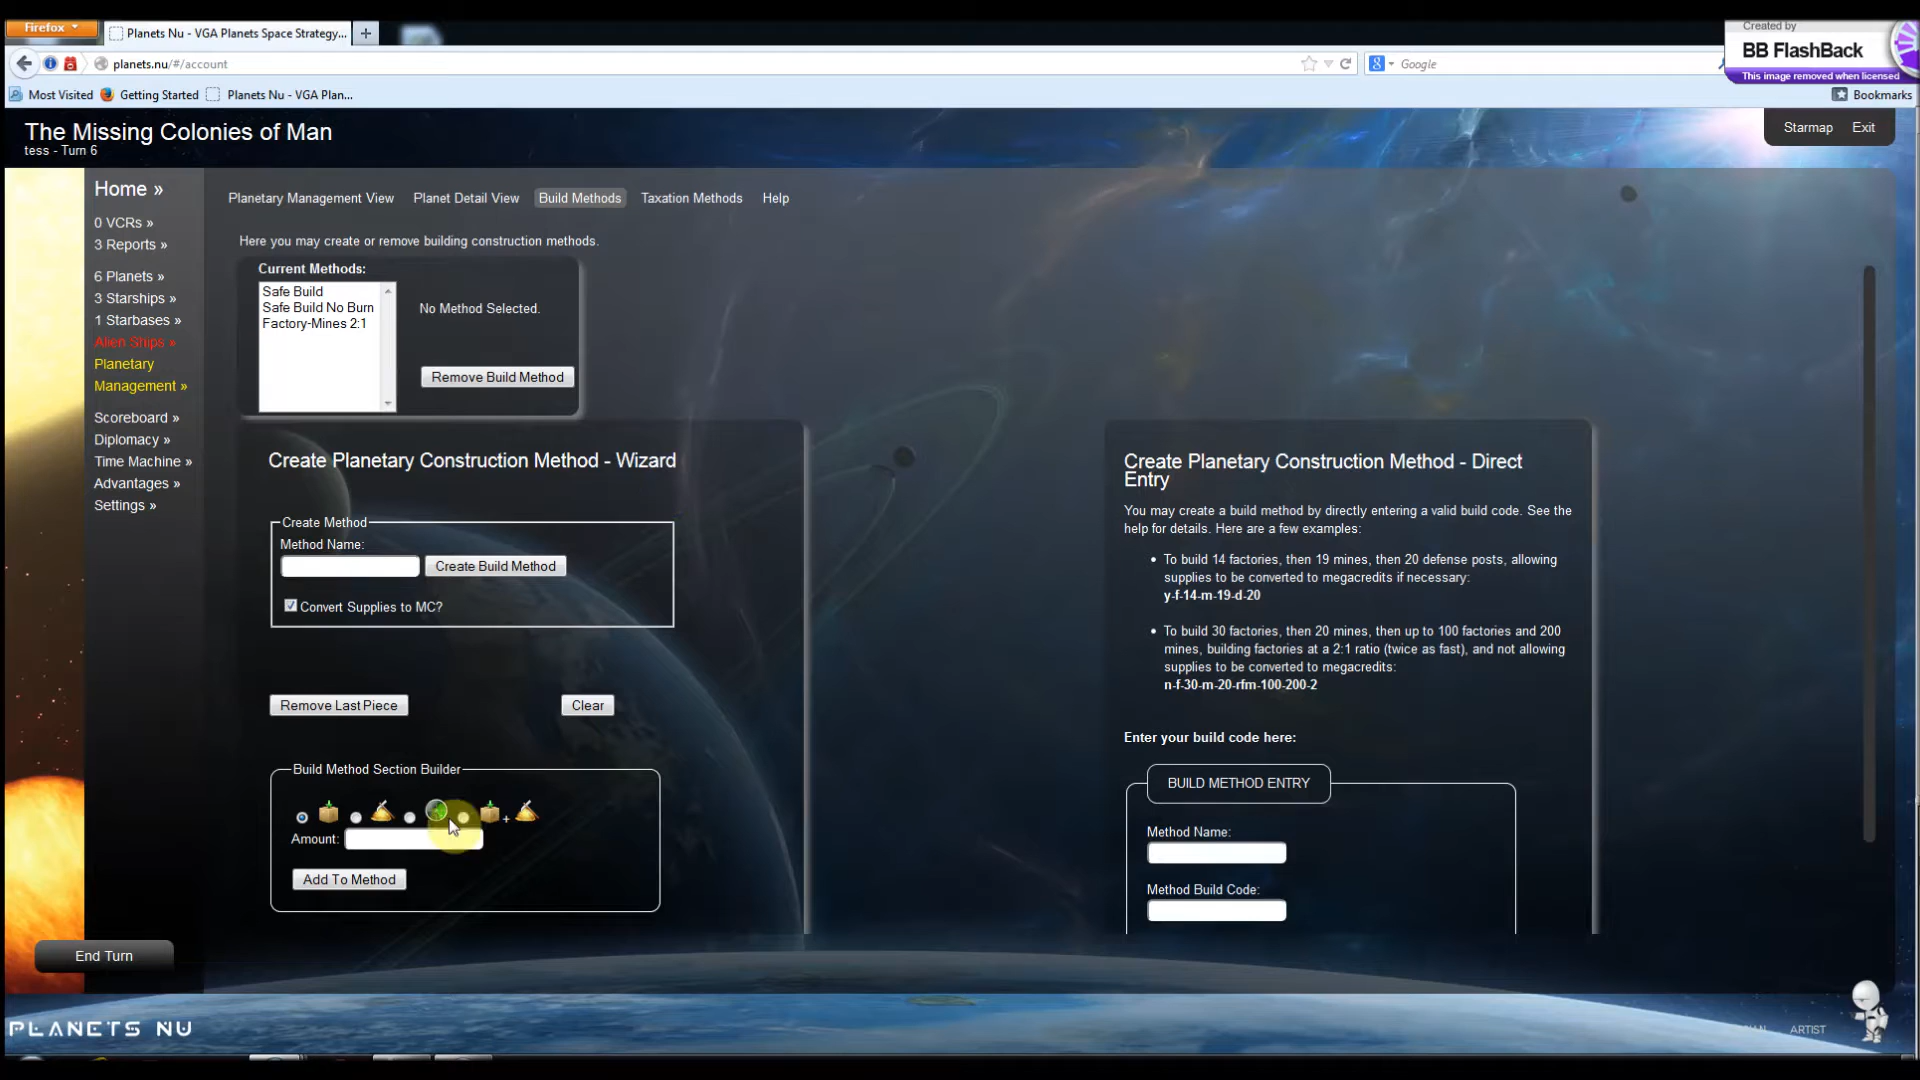 Firefox
Planets Nu - VGA Planets Space Strategy...
Created by
BB FlashBack
This image removed when licensed
planets.nu/#/account
Google
Most Visited
Getting Started
Planets Nu - VGA Plan...
Bookmarks
The Missing Colonies of Man
tess - Turn 6
Starmap
Exit
Home »
0 VCRs »
3 Reports »
6 Planets »
3 Starships »
1 Starbases »
Alien Ships »
Planetary
Management »
Scoreboard »
Diplomacy »
Time Machine »
Advantages »
Settings »
Planetary Management View
Planet Detail View
Build Methods
Taxation Methods
Help
Here you may create or remove building construction methods.
Current Methods:
Safe Build
Safe Build No Burn
Factory-Mines 2:1
No Method Selected.
Remove Build Method
Create Planetary Construction Method - Wizard
Create Method
Method Name:
Create Build Method
Convert Supplies to MC?
Remove Last Piece
Clear
Build Method Section Builder
+
Amount:
Add To Method
Create Planetary Construction Method - Direct
Entry
You may create a build method by directly entering a valid build code. See the
help for details. Here are a few examples:
• To build 14 factories, then 19 mines, then 20 defense posts, allowing
supplies to be converted to megacredits if necessary:
y-f-14-m-19-d-20
• To build 30 factories, then 20 mines, then up to 100 factories and 200
mines, building factories at a 2:1 ratio (twice as fast), and not allowing
supplies to be converted to megacredits:
n-f-30-m-20-rfm-100-200-2
Enter your build code here:
BUILD METHOD ENTRY
Method Name:
Method Build Code:
End Turn
PLANETS NU
ARTIST